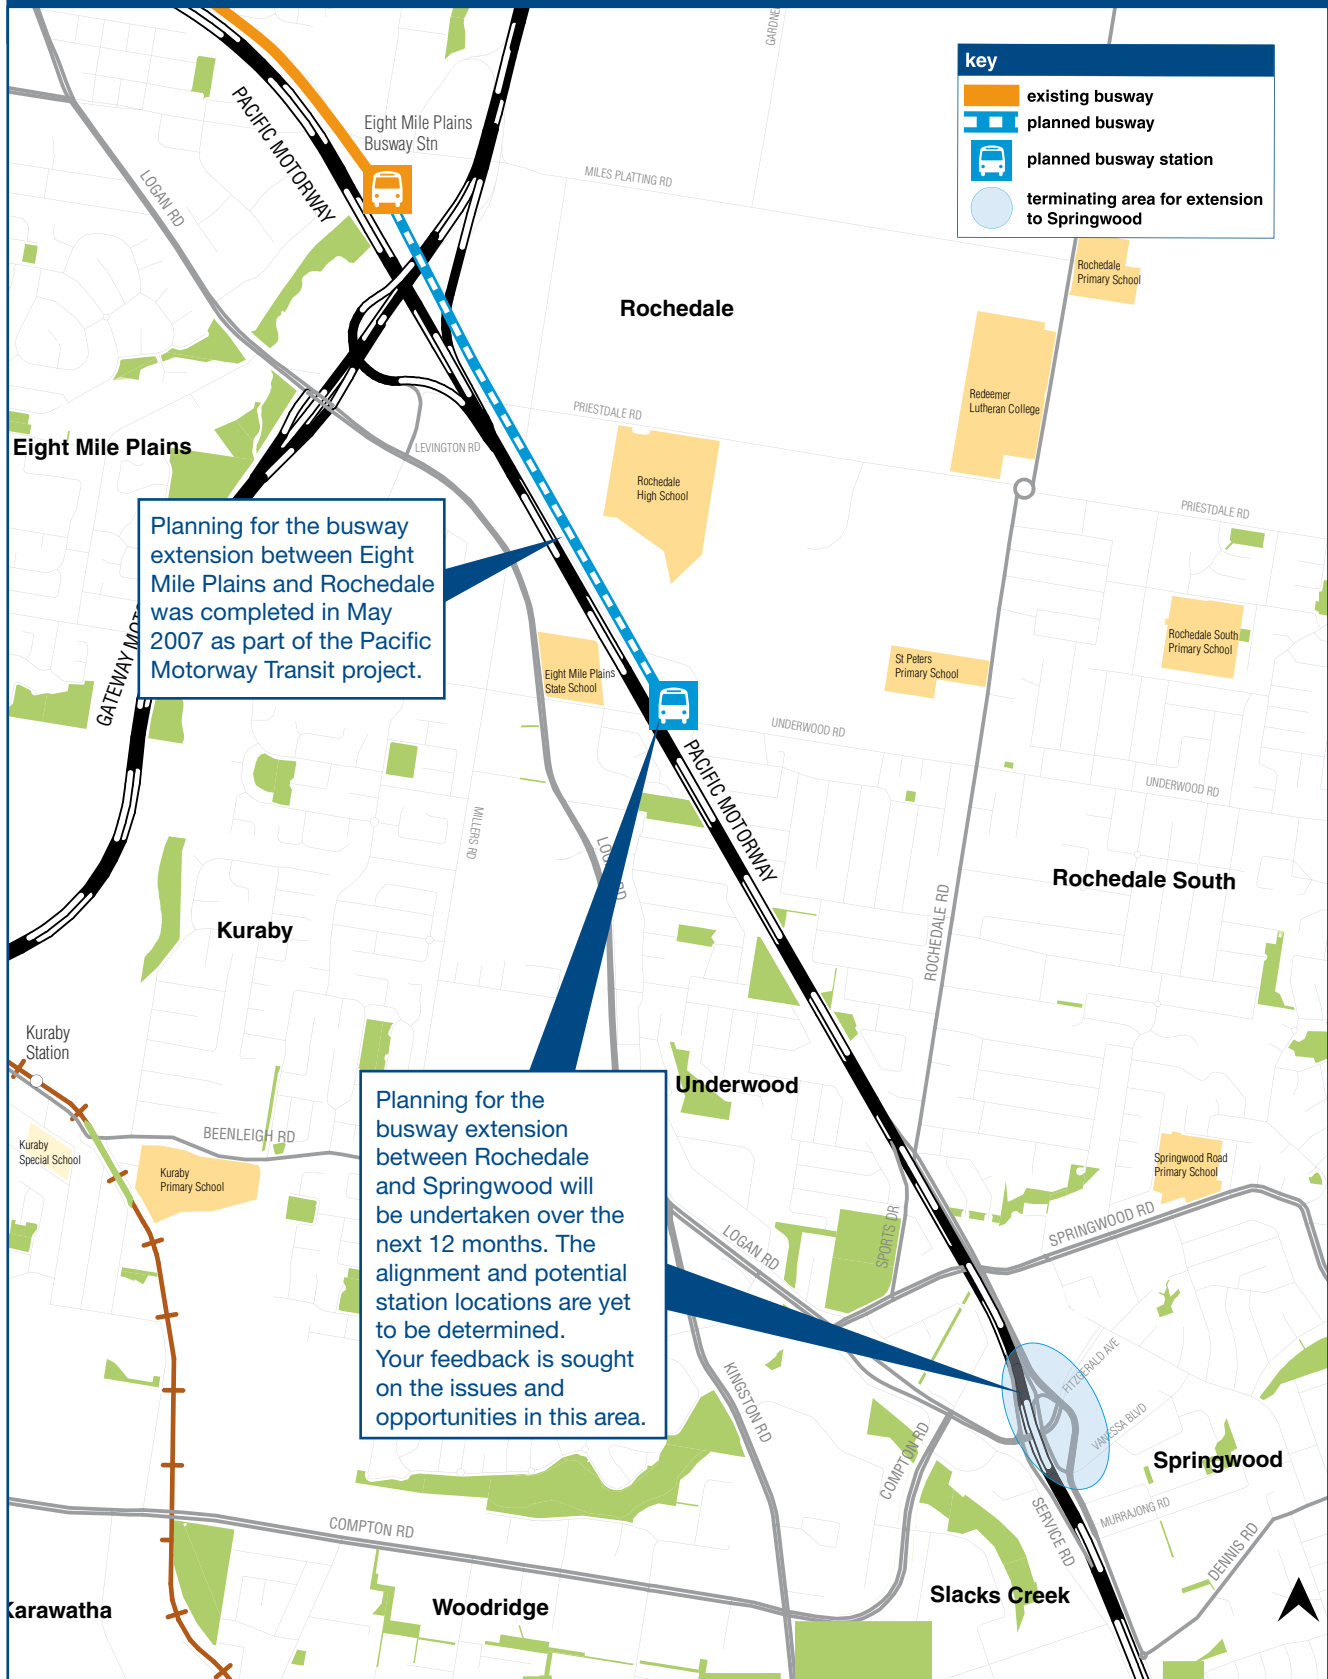 key
existing busway
planned busway
planned busway station
terminating area for extension
to Springwood
GARDNE
Eight Mile Plains
Busway Stn
PACIFIC MOTORWAY
LOGAN RD
MILES PLATTING RD
Rochedale
Primary School
Rochedale
Redeemer
Lutheran College
PRIESTDALE RD
Eight Mile Plains
LEVINGTON RD
Rochedale
High School
PRIESTDALE RD
Planning for the busway
extension between Eight
Mile Plains and Rochedale
was completed in May
2007 as part of the Pacific
Motorway Transit project.
GATEWAY MOT
Rochedale South
Primary School
St Peters
Primary School
Eight Mile Plains
State School
UNDERWOOD RD
PACIFIC MOTORWAY
UNDERWOOD RD
MILLERS RD
LOG
RD
Rochedale South
ROCHEDALE RD
Kuraby
Kuraby
Station
Underwood
BEENLEIGH RD
Kuraby
Special School
Kuraby
Primary School
Planning for the
busway extension
between Rochedale
and Springwood will
be undertaken over the
next 12 months. The
alignment and potential
station locations are yet
to be determined.
Your feedback is sought
on the issues and
opportunities in this area.
Springwood Road
Primary School
SPRINGWOOD RD
SPORTS DR
LOGAN RD
FITZGERALD AVE
KINGSTON RD
VANESSA BLVD
COMPTON RD
Springwood
MURRAJONG RD
SERVICE RD
DENNIS RD
COMPTON RD
Slacks Creek
Karawatha
Woodridge